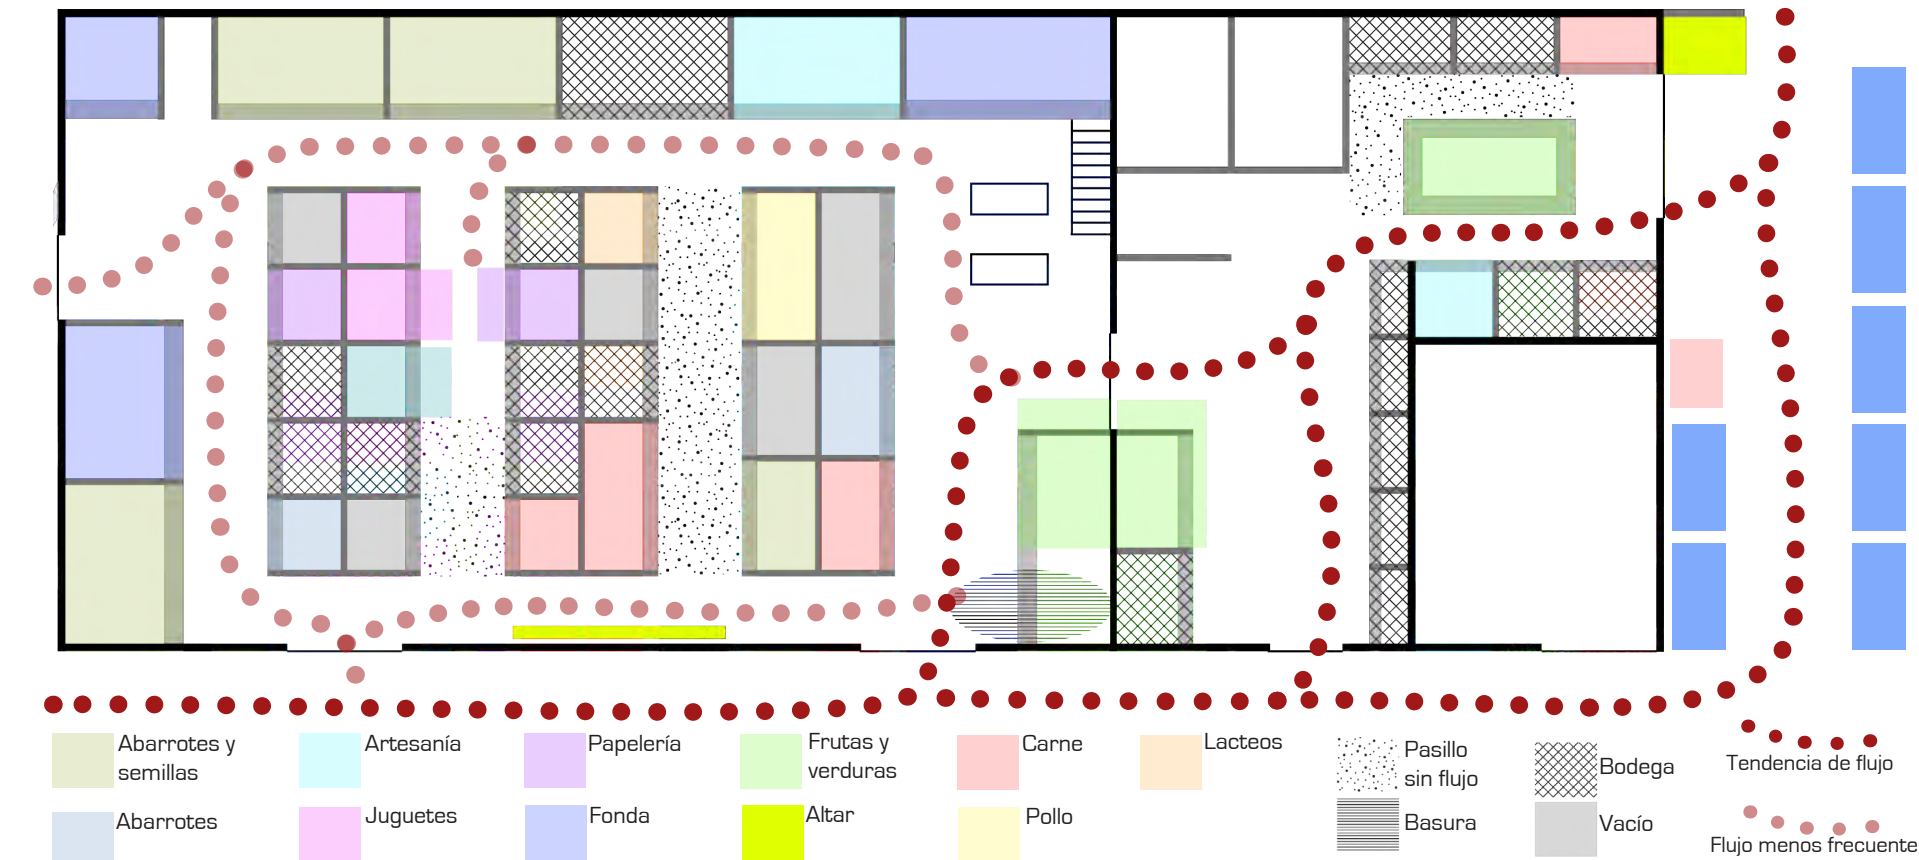 Abarrotes y
semillas
Artesanía
Papelería
Frutas y
verduras
Carne
Lacteos
Pasillo
sin flujo
Bodega
Tendencia de flujo
Abarrotes
Juguetes
Fonda
Altar
Pollo
Basura
Vacío
Flujo menos frecuente